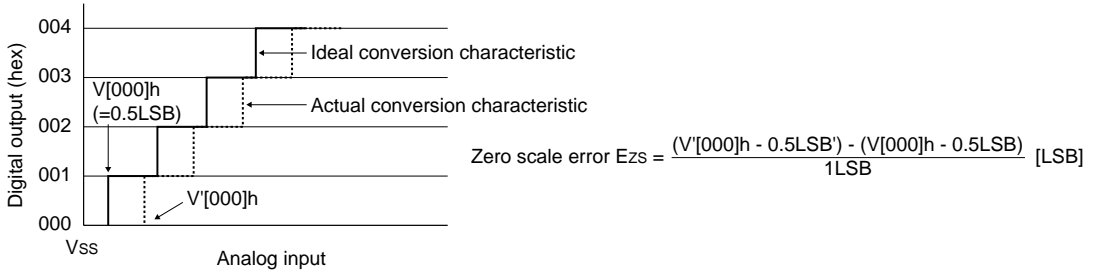 Digital output (hex)
004
003
002
001
000
V[000]h
(=0.5LSB)
Ideal conversion characteristic
Actual conversion characteristic
V'[000]h
VSS
Analog input
Zero scale error EZS = (V'[000]h - 0.5LSB') - (V[000]h - 0.5LSB) [LSB]
1LSB